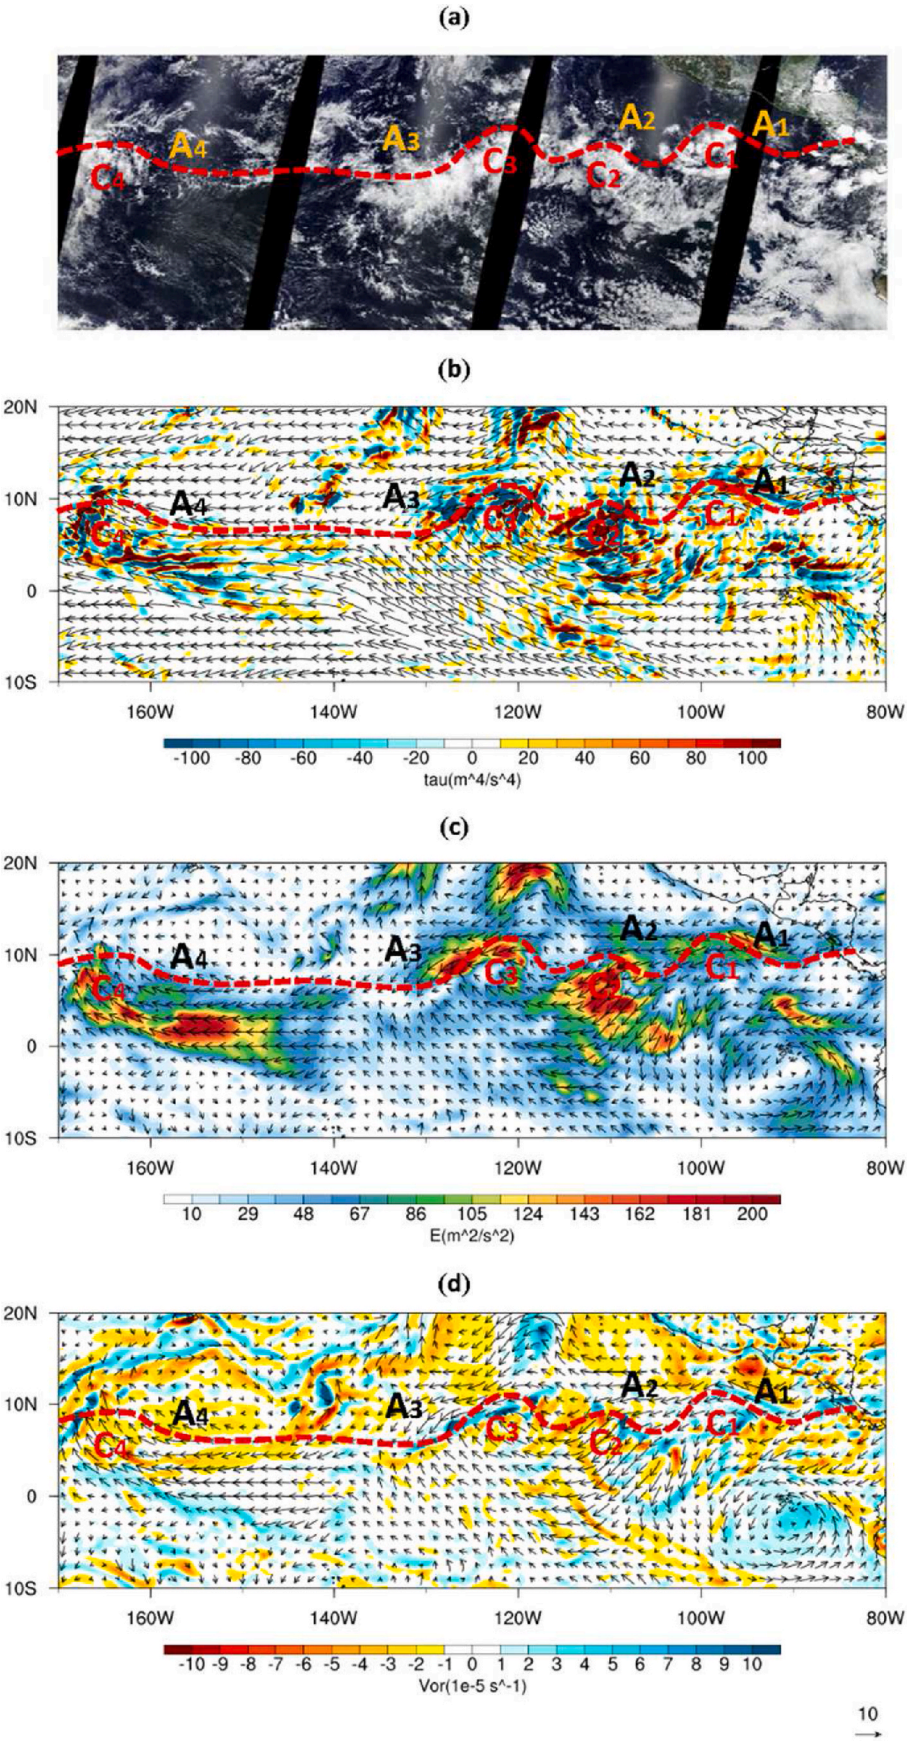 (a)
A4 A3 A2 A1
C4 C3 C2 C1
(b)
20N
10N
0
10S
A4 A3 A2 A1
C4 C3 C2 C1
160W 140W 120W 100W 80W
-100 -80 -60 -40 -20 0 20 40 60 80 100
tau(m^4/s^4)
(c)
20N
10N
0
10S
A4 A3 A2 A1
C4 C3 C C1
160W 140W 120W 100W 80W
10 29 48 67 86 105 124 143 162 181 200
E(m^2/s^2)
(d)
20N
10N
0
10S
A4 A3 A2 A1
C4 C3 C2 C1
160W 140W 120W 100W 80W
-10 -9 -8 -7 -6 -5 -4 -3 -2 -1 0 1 2 3 4 5 6 7 8 9 10
Vor(1e-5 s^-1)
10